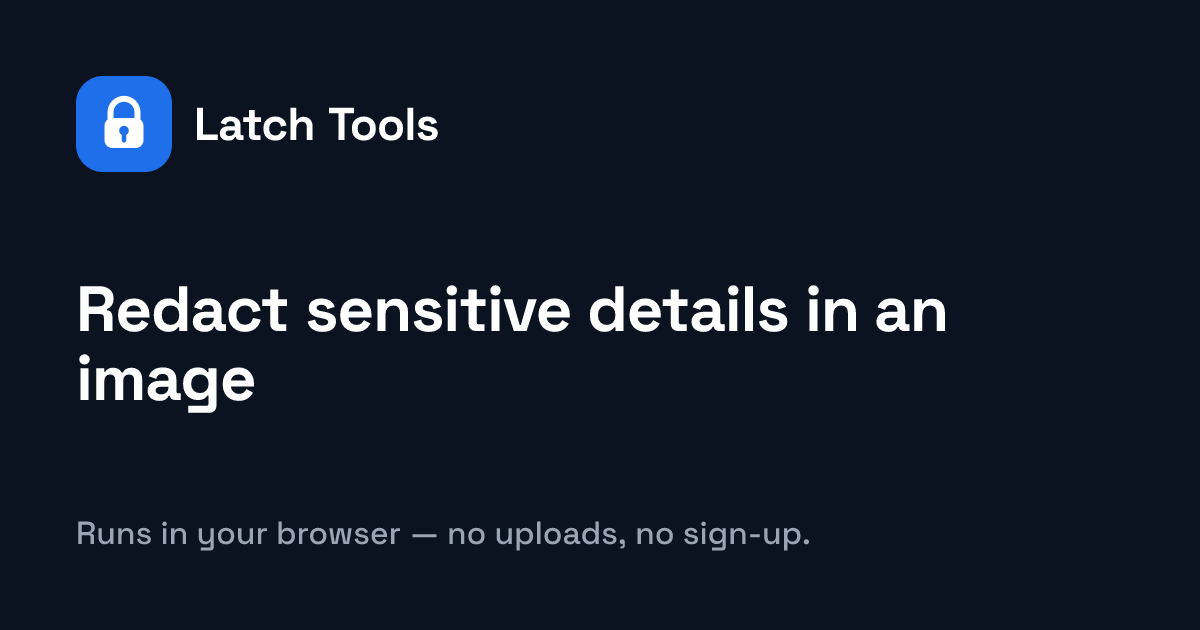 Latch Tools
Redact sensitive details in an
image
Runs in your browser — no uploads, no sign-up.